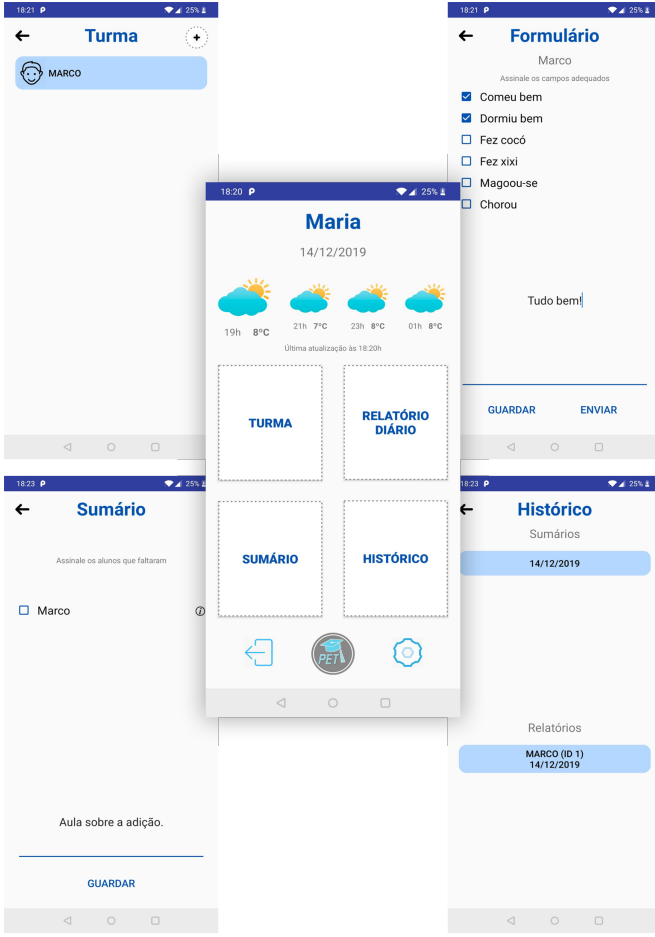 18:21 P 25%
Turma
+
MARCO
18:21 P 25%
Formulário
Marco
Assinale os campos adequados
Comeu bem
Dormiu bem
Fez cocó
Fez xixi
Magoou-se
Chorou
Tudo bem!
GUARDAR ENVIAR
18:20 P 25%
Maria
14/12/2019
19h 8ºC 21h 7ºC 23h 8ºC 01h 8ºC
Última atualização às 18:20h
TURMA
RELATÓRIO
DIÁRIO
SUMÁRIO
HISTÓRICO
PET
18:23 P 25%
Sumário
Assinale os alunos que faltaram
Marco i
Aula sobre a adição.
GUARDAR
18:23 P 25%
Histórico
Sumários
14/12/2019
Relatórios
MARCO (ID 1)
14/12/2019